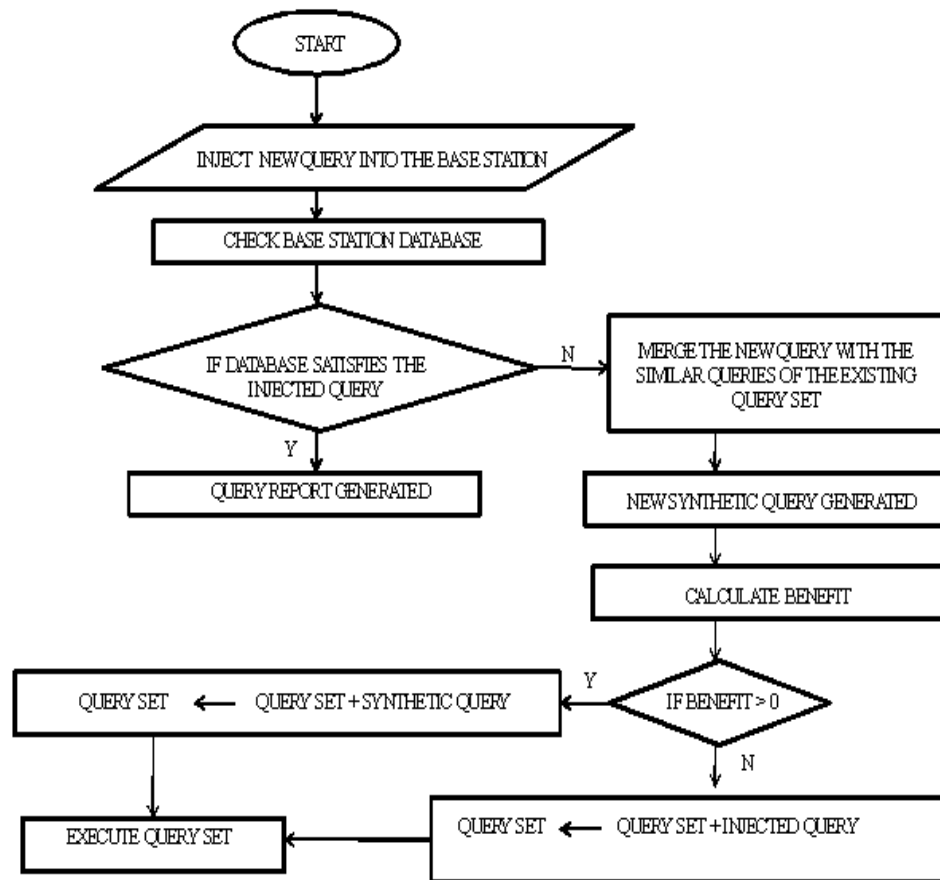 START
INJECT NEW QUERY INTO THE BASE STATION
CHECK BASE STATION DATABASE
IF DATABASE SATISFIES THE
INJECTED QUERY
N
MERGE THE NEW QUERY WITH THE
SIMILAR QUERIES OF THE EXISTING
QUERY SET
Y
QUERY REPORT GENERATED
NEW SYNTHETIC QUERY GENERATED
CALCULATE BENEFIT
IF BENEFIT > 0
Y
QUERY SET ← QUERY SET + SYNTHETIC QUERY
N
QUERY SET ← QUERY SET + INJECTED QUERY
EXECUTE QUERY SET